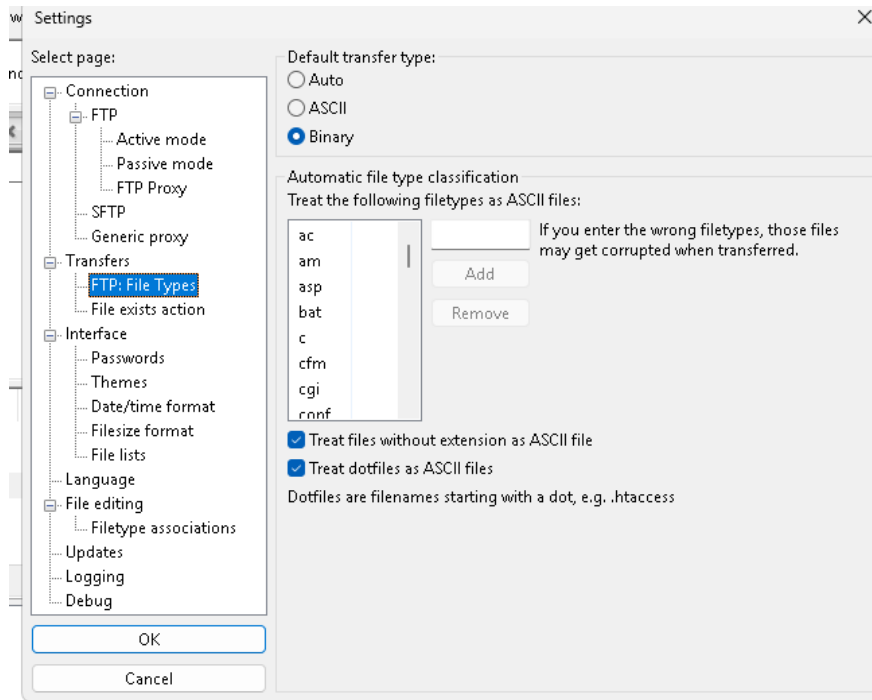 Settings
Select page:
Connection
FTP
Active mode
Passive mode
FTP Proxy
SFTP
Generic proxy
Transfers
FTP: File Types
File exists action
Interface
Passwords
Themes
Date/time format
Filesize format
File lists
Language
File editing
Filetype associations
Updates
Logging
Debug
OK
Cancel
Default transfer type:
Auto
ASCII
Binary
Automatic file type classification
Treat the following filetypes as ASCII files:
ac
am
asp
bat
c
cfm
cgi
conf
If you enter the wrong filetypes, those files
may get corrupted when transferred.
Add
Remove
Treat files without extension as ASCII file
Treat dotfiles as ASCII files
Dotfiles are filenames starting with a dot, e.g. .htaccess